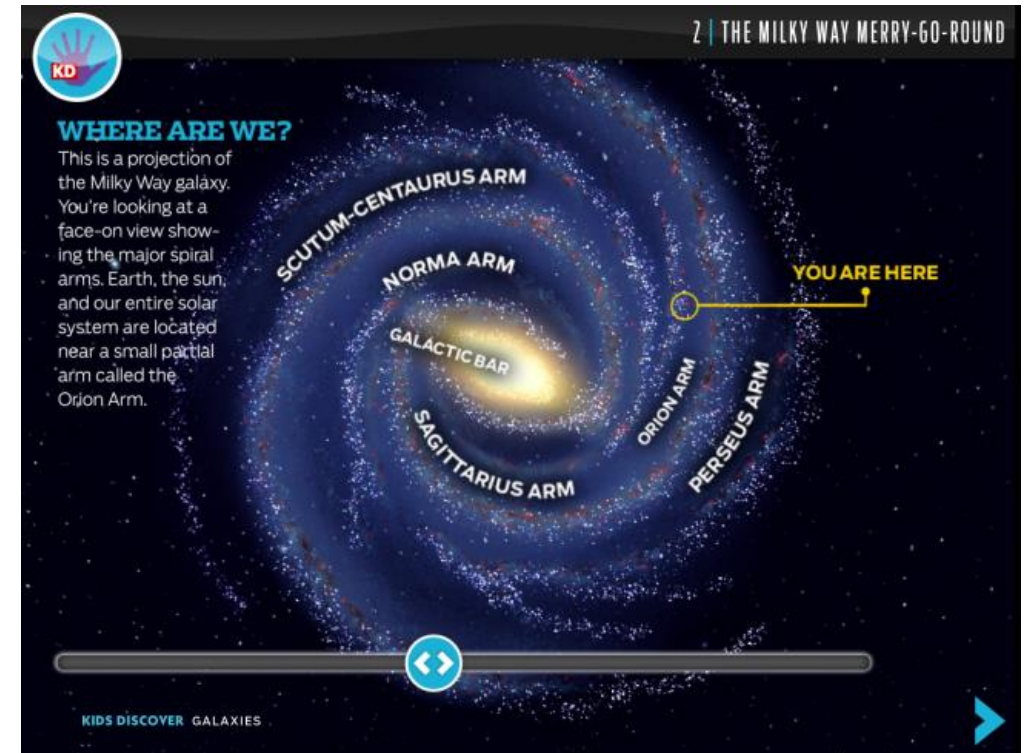 2 | THE MILKY WAY MERRY-GO-ROUND
KD
WHERE ARE WE?
This is a projection of
the Milky Way galaxy.
You're looking at a
face-on view show-
ing the major spiral
arms. Earth, the sun,
and our entire solar
system are located
near a small partial
arm called the
Orion Arm.
SCUTUM-CENTAURUS ARM
NORMA ARM
GALACTIC BAR
SAGITTARIUS ARM
YOU ARE HERE
ORION ARM
PERSEUS ARM
KIDS DISCOVER GALAXIES